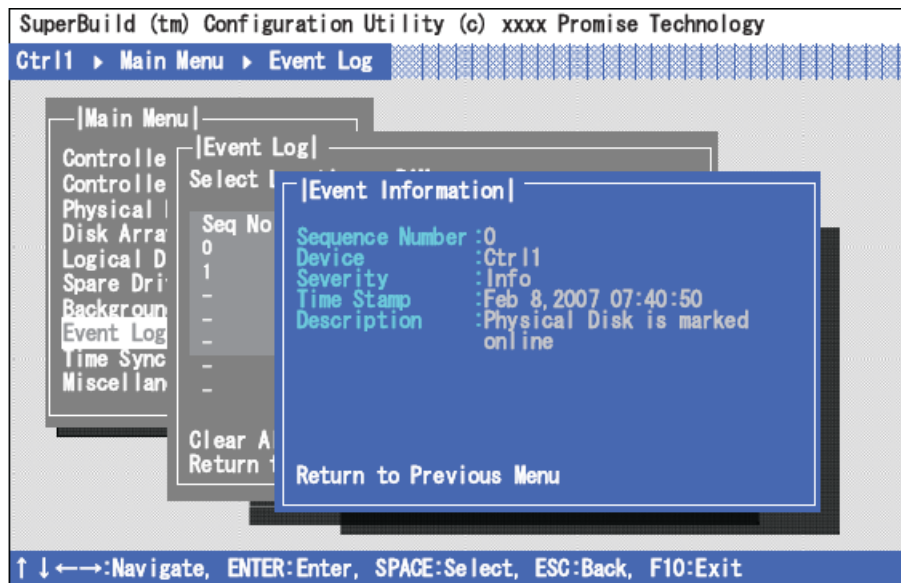 SuperBuild (tm) Configuration Utility (c) xxxx Promise Technology
Ctrl1 ▸ Main Menu ▸ Event Log
|Main Menu|
Controlle
Controlle
Physical
Disk Arra
Logical D
Spare Dri
Backgroun
Event Log
Time Sync
Miscellan
|Event Log|
Select
Seq No
0
1
–
–
–
–
–
Clear A
Return
|Event Information|
Sequence Number :0
Device :Ctrl1
Severity :Info
Time Stamp :Feb 8,2007 07:40:50
Description :Physical Disk is marked
online
Return to Previous Menu
↑↓←→:Navigate, ENTER:Enter, SPACE:Select, ESC:Back, F10:Exit